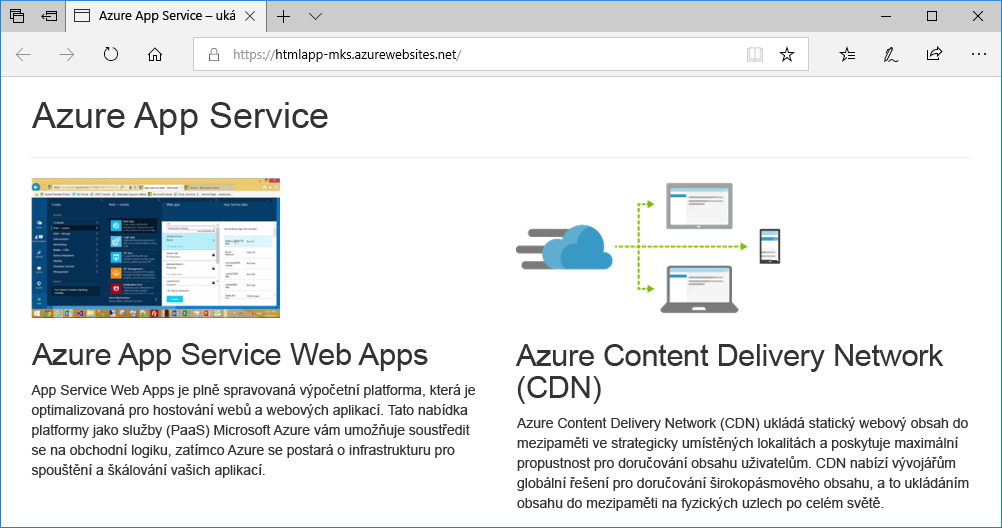 Azure App Service – uká
https://htmlapp-mks.azurewebsites.net/
Azure App Service
Azure App Service Web Apps
App Service Web Apps je plně spravovaná výpočetní platforma, která je
optimalizovaná pro hostování webů a webových aplikací. Tato nabídka
platformy jako služby (PaaS) Microsoft Azure vám umožňuje soustředit
se na obchodní logiku, zatímco Azure se postará o infrastrukturu pro
spouštění a škálování vašich aplikací.
Azure Content Delivery Network
(CDN)
Azure Content Delivery Network (CDN) ukládá statický webový obsah do
mezipaměti ve strategicky umístěných lokalitách a poskytuje maximální
propustnost pro doručování obsahu uživatelům. CDN nabízí vývojářům
globální řešení pro doručování širokopásmového obsahu, a to ukládáním
obsahu do mezipaměti na fyzických uzlech po celém světě.